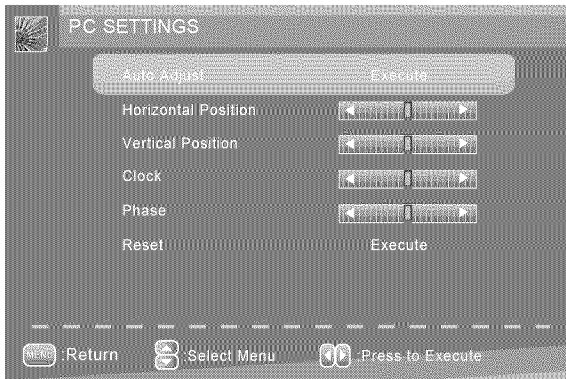 PC SETTINGS
Auto Adjust Execute
Horizontal Position
Vertical Position
Clock
Phase
Reset Execute
MENU :Return :Select Menu :Press to Execute